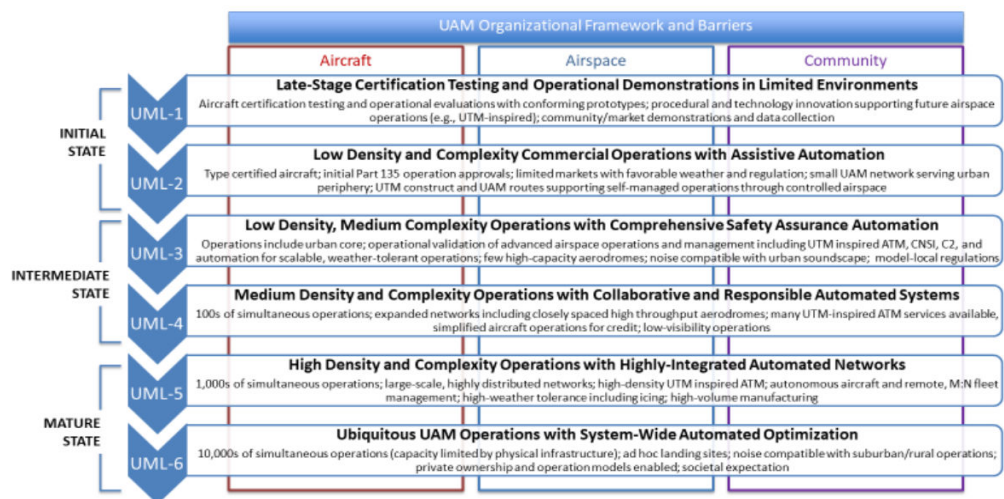 UAM Organizational Framework and Barriers
Aircraft
Airspace
Community
INITIAL
STATE
UML-1
Late-Stage Certification Testing and Operational Demonstrations in Limited Environments
Aircraft certification testing and operational evaluations with conforming prototypes; procedural and technology innovation supporting future airspace
operations (e.g., UTM-inspired); community/market demonstrations and data collection
UML-2
Low Density and Complexity Commercial Operations with Assistive Automation
Type certified aircraft; initial Part 135 operation approvals; limited markets with favorable weather and regulation; small UAM network serving urban
periphery; UTM construct and UAM routes supporting self-managed operations through controlled airspace
INTERMEDIATE
STATE
UML-3
Low Density, Medium Complexity Operations with Comprehensive Safety Assurance Automation
Operations include urban core; operational validation of advanced airspace operations and management including UTM inspired ATM, CNSI, C2, and
automation for scalable, weather-tolerant operations; few high-capacity aerodromes; noise compatible with urban soundscape; model-local regulations
UML-4
Medium Density and Complexity Operations with Collaborative and Responsible Automated Systems
100s of simultaneous operations; expanded networks including closely spaced high throughput aerodromes; many UTM-inspired ATM services available,
simplified aircraft operations for credit; low-visibility operations
MATURE
STATE
UML-5
High Density and Complexity Operations with Highly-Integrated Automated Networks
1,000s of simultaneous operations; large-scale, highly distributed networks; high-density UTM inspired ATM; autonomous aircraft and remote, M:N fleet
management; high-weather tolerance including icing; high-volume manufacturing
UML-6
Ubiquitous UAM Operations with System-Wide Automated Optimization
10,000s of simultaneous operations (capacity limited by physical infrastructure); ad hoc landing sites; noise compatible with suburban/rural operations;
private ownership and operation models enabled; societal expectation